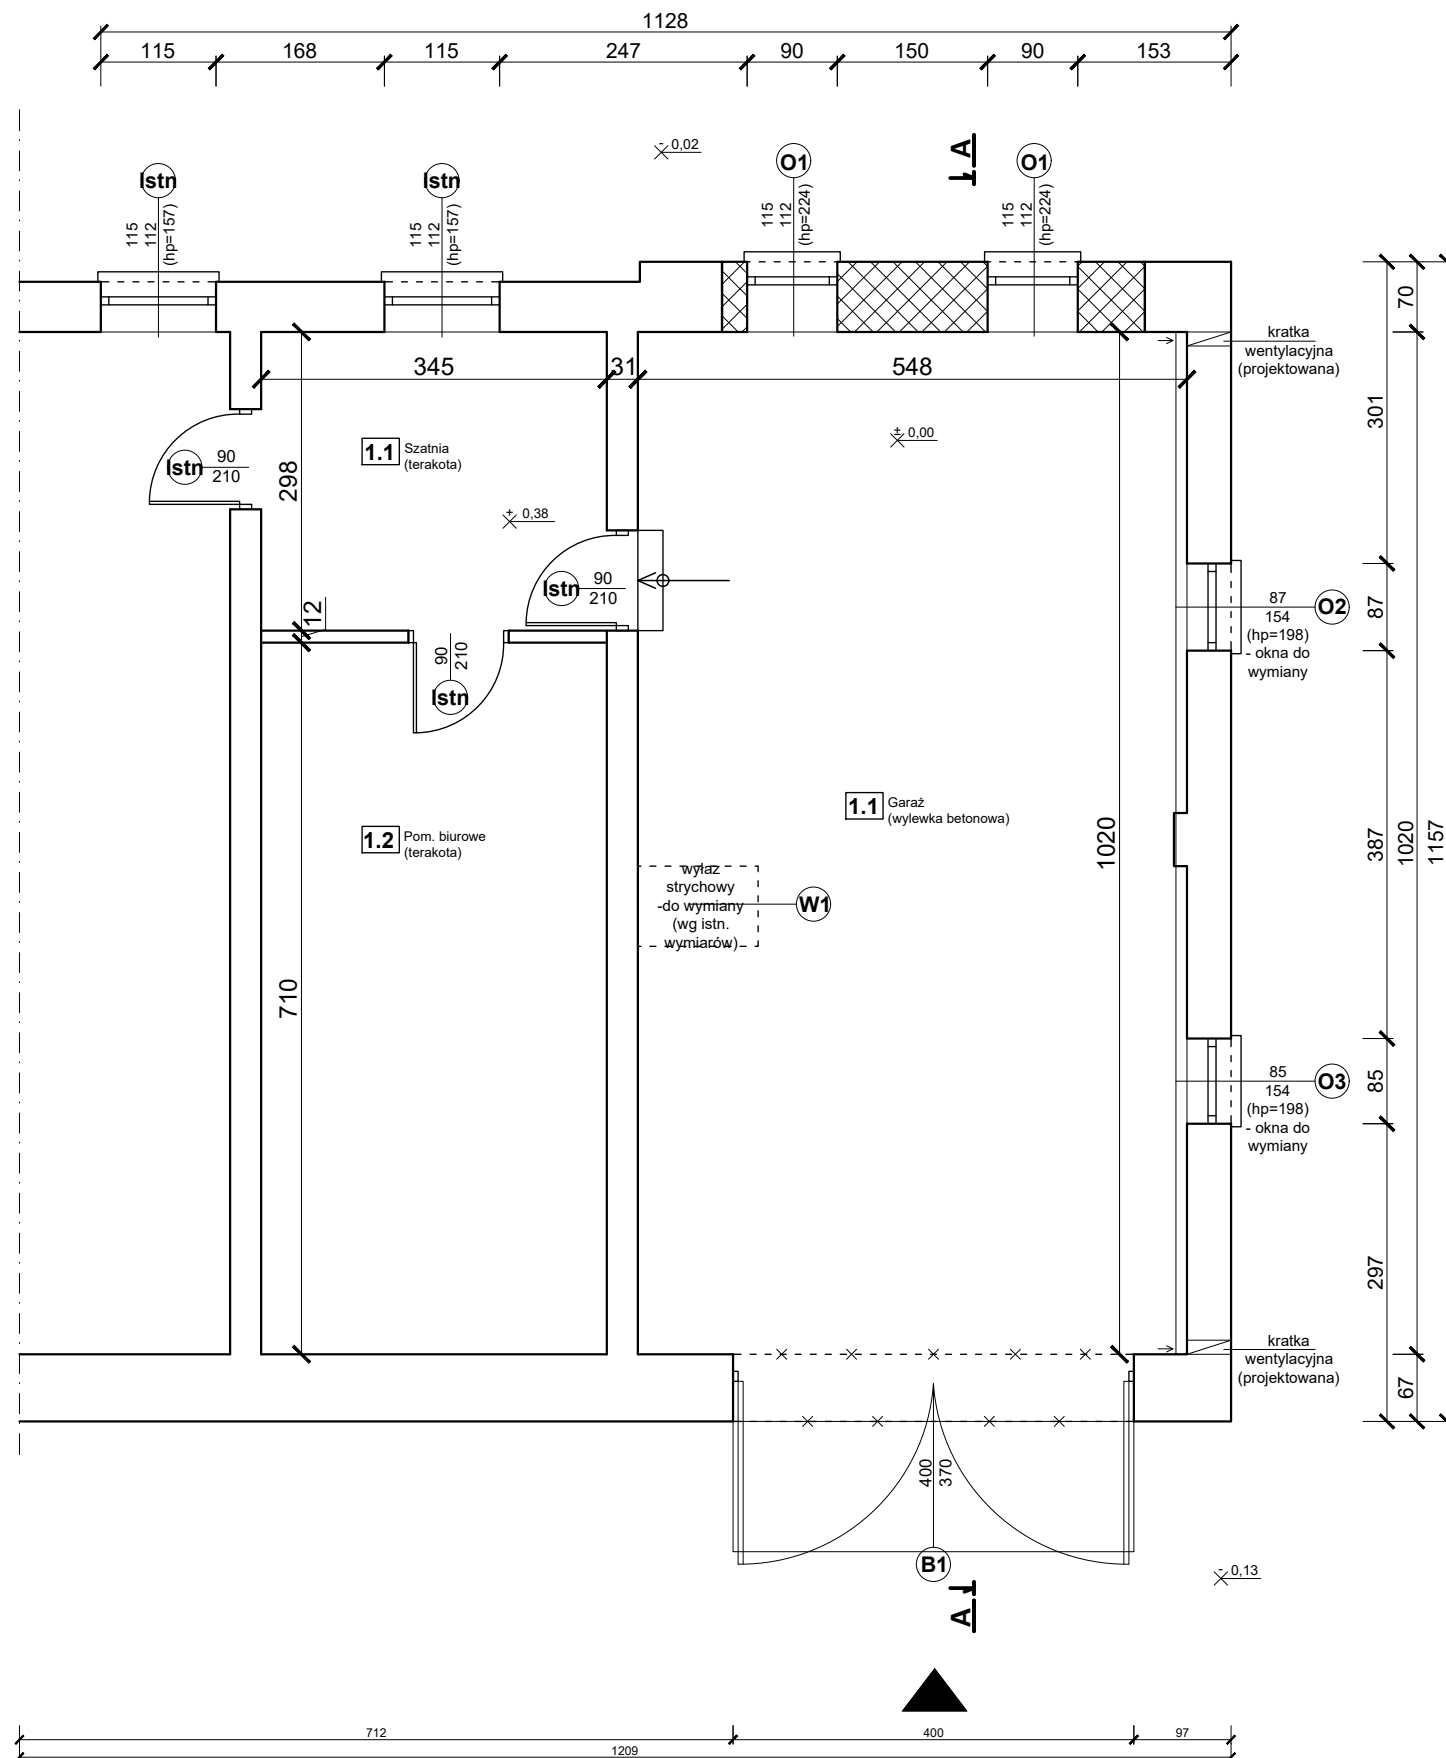 1128
115 168 115 247 90 150 90 153
- 0,02
A
Istn
115
112
(hp=157)
Istn
115
112
(hp=157)
O1
115
112
(hp=224)
O1
115
112
(hp=224)
70
kratka
wentylacyjna
(projektowana)
345 31 548
301
± 0,00
1.1 Szatnia
(terakota)
Istn 90
210
298
+ 0,38
Istn 90
210
12
90
210
Istn
87
154
(hp=198)
- okna do
wymiany
O2
87
1.1 Garaż
(wylewka betonowa)
1.2 Pom. biurowe
(terakota)
1020
387
1020
1157
wyłaz
strychowy
-do wymiany
(wg istn.
wymiarów)
W1
710
85
154
(hp=198)
- okna do
wymiany
O3
85
297
kratka
wentylacyjna
(projektowana)
67
400
370
B1
- 0,13
A
712 400 97
1209